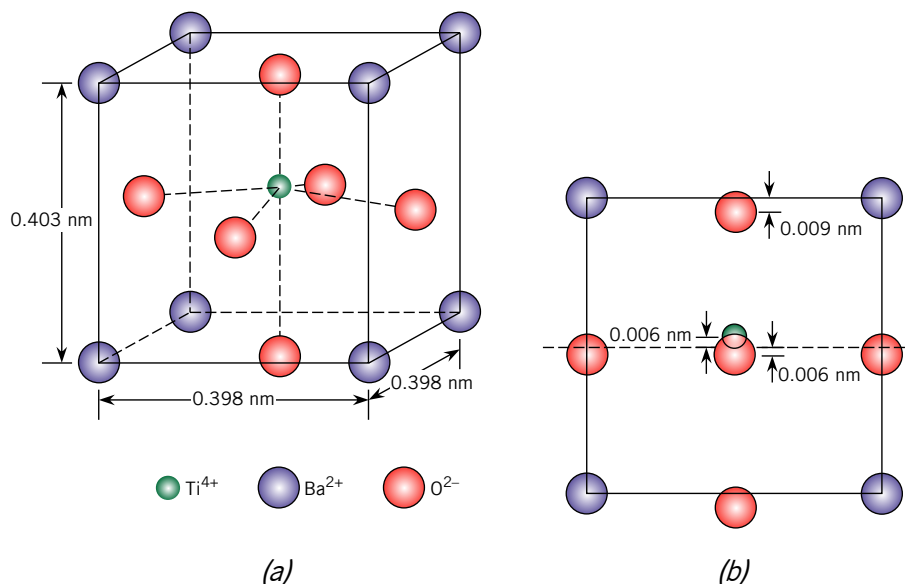 0.403 nm
0.398 nm
0.398 nm
0.009 nm
0.006 nm
0.006 nm
Ti4+
Ba2+
O2–
(a)
(b)